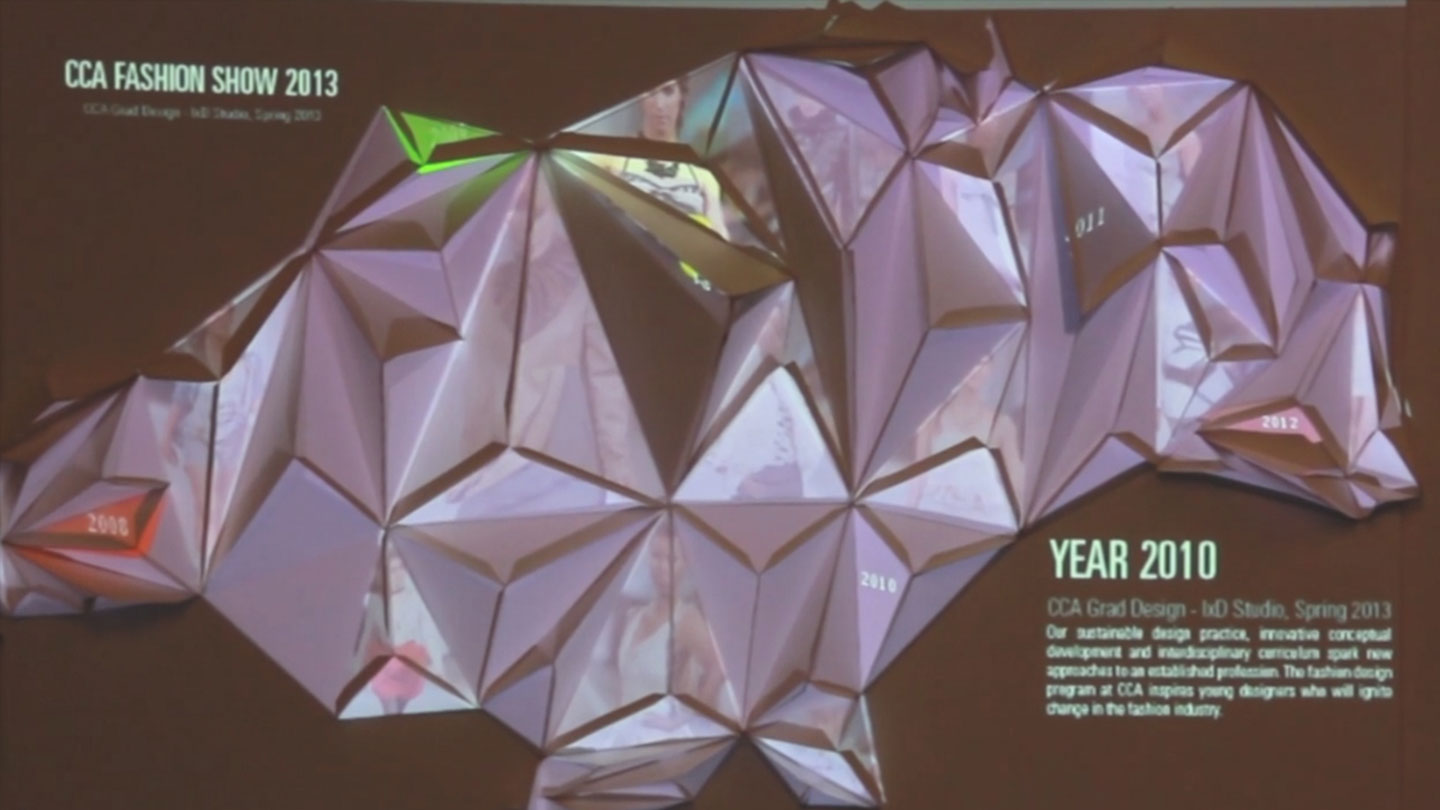 CCA FASHION SHOW 2013
CCA Grad Design - IxD Studio, Spring 2013
011
2012
2008
2010
YEAR 2010
CCA Grad Design - IxD Studio, Spring 2013
Our sustainable design practice, innovative conceptual
development and interdisciplinary curriculum spark new
approaches to an established profession. The fashion design
program at CCA inspires young designers who will ignite
change in the fashion industry.